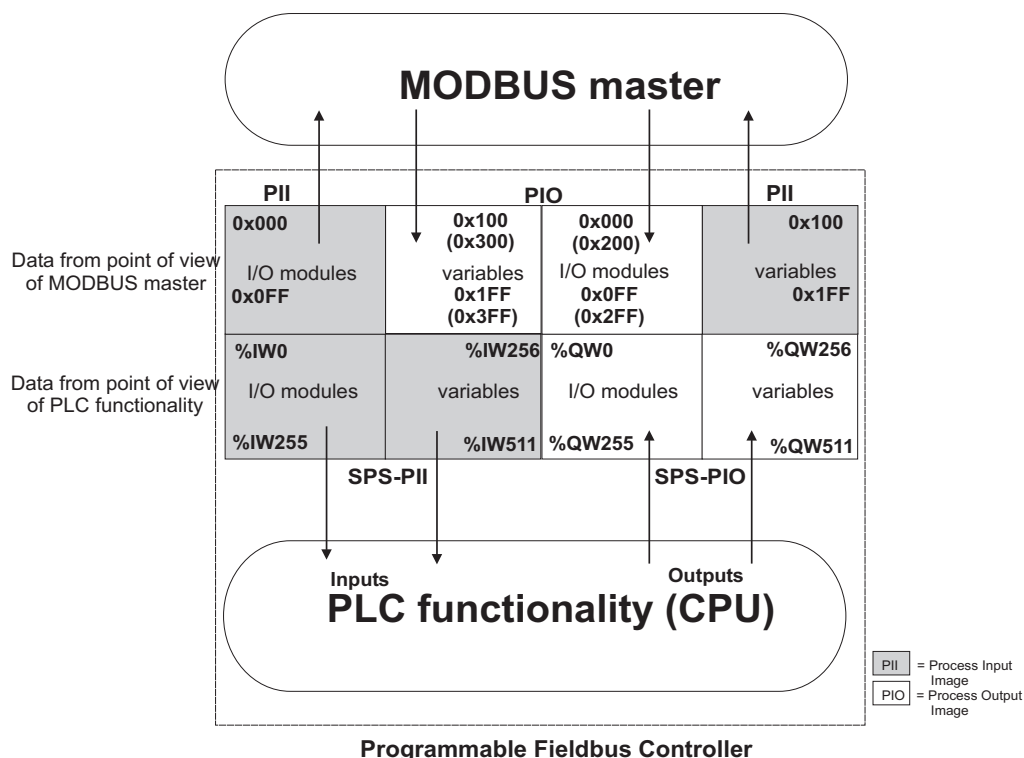 MODBUS master
PII
PIO
PII
Data from point of view
of MODBUS master
0x000
I/O modules
0x0FF
0x100
(0x300)
variables
0x1FF
(0x3FF)
0x000
(0x200)
I/O modules
0x0FF
(0x2FF)
0x100
variables
0x1FF
Data from point of view
of PLC functionality
%IW0
I/O modules
%IW255
%IW256
variables
%IW511
%QW0
I/O modules
%QW255
%QW256
variables
%QW511
SPS-PII
SPS-PIO
Inputs
Outputs
PLC functionality (CPU)
PII = Process Input
Image
PIO = Process Output
Image
Programmable Fieldbus Controller